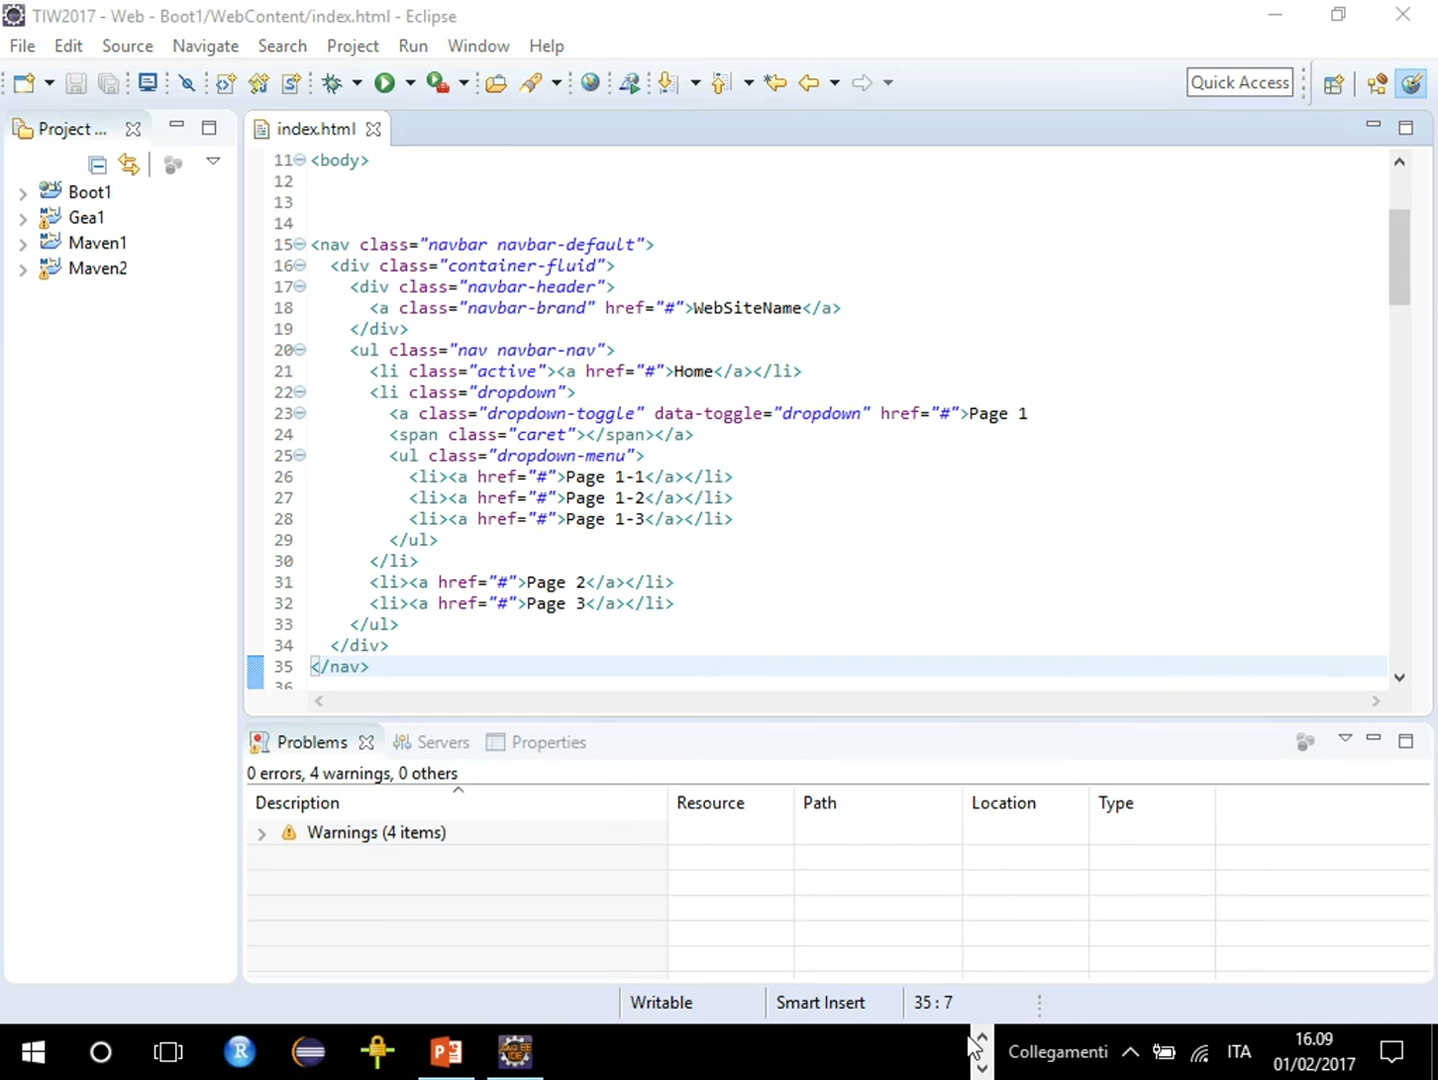 TIW2017 - Web - Boot1/WebContent/index.html - Eclipse
File Edit Source Navigate Search Project Run Window Help
Quick Access
Project ...
index.html
Boot1
Gea1
Maven1
Maven2
11 <body>
12
13
14
15 <nav class="navbar navbar-default">
16 <div class="container-fluid">
17 <div class="navbar-header">
18 <a class="navbar-brand" href="#">WebSiteName</a>
19 </div>
20 <ul class="nav navbar-nav">
21 <li class="active"><a href="#">Home</a></li>
22 <li class="dropdown">
23 <a class="dropdown-toggle" data-toggle="dropdown" href="#">Page 1
24 <span class="caret"></span></a>
25 <ul class="dropdown-menu">
26 <li><a href="#">Page 1-1</a></li>
27 <li><a href="#">Page 1-2</a></li>
28 <li><a href="#">Page 1-3</a></li>
29 </ul>
30 </li>
31 <li><a href="#">Page 2</a></li>
32 <li><a href="#">Page 3</a></li>
33 </ul>
34 </div>
35 </nav>
36
Problems Servers Properties
0 errors, 4 warnings, 0 others
Description Resource Path Location Type
Warnings (4 items)
Writable Smart Insert 35 : 7
Collegamenti ITA 16.09
01/02/2017